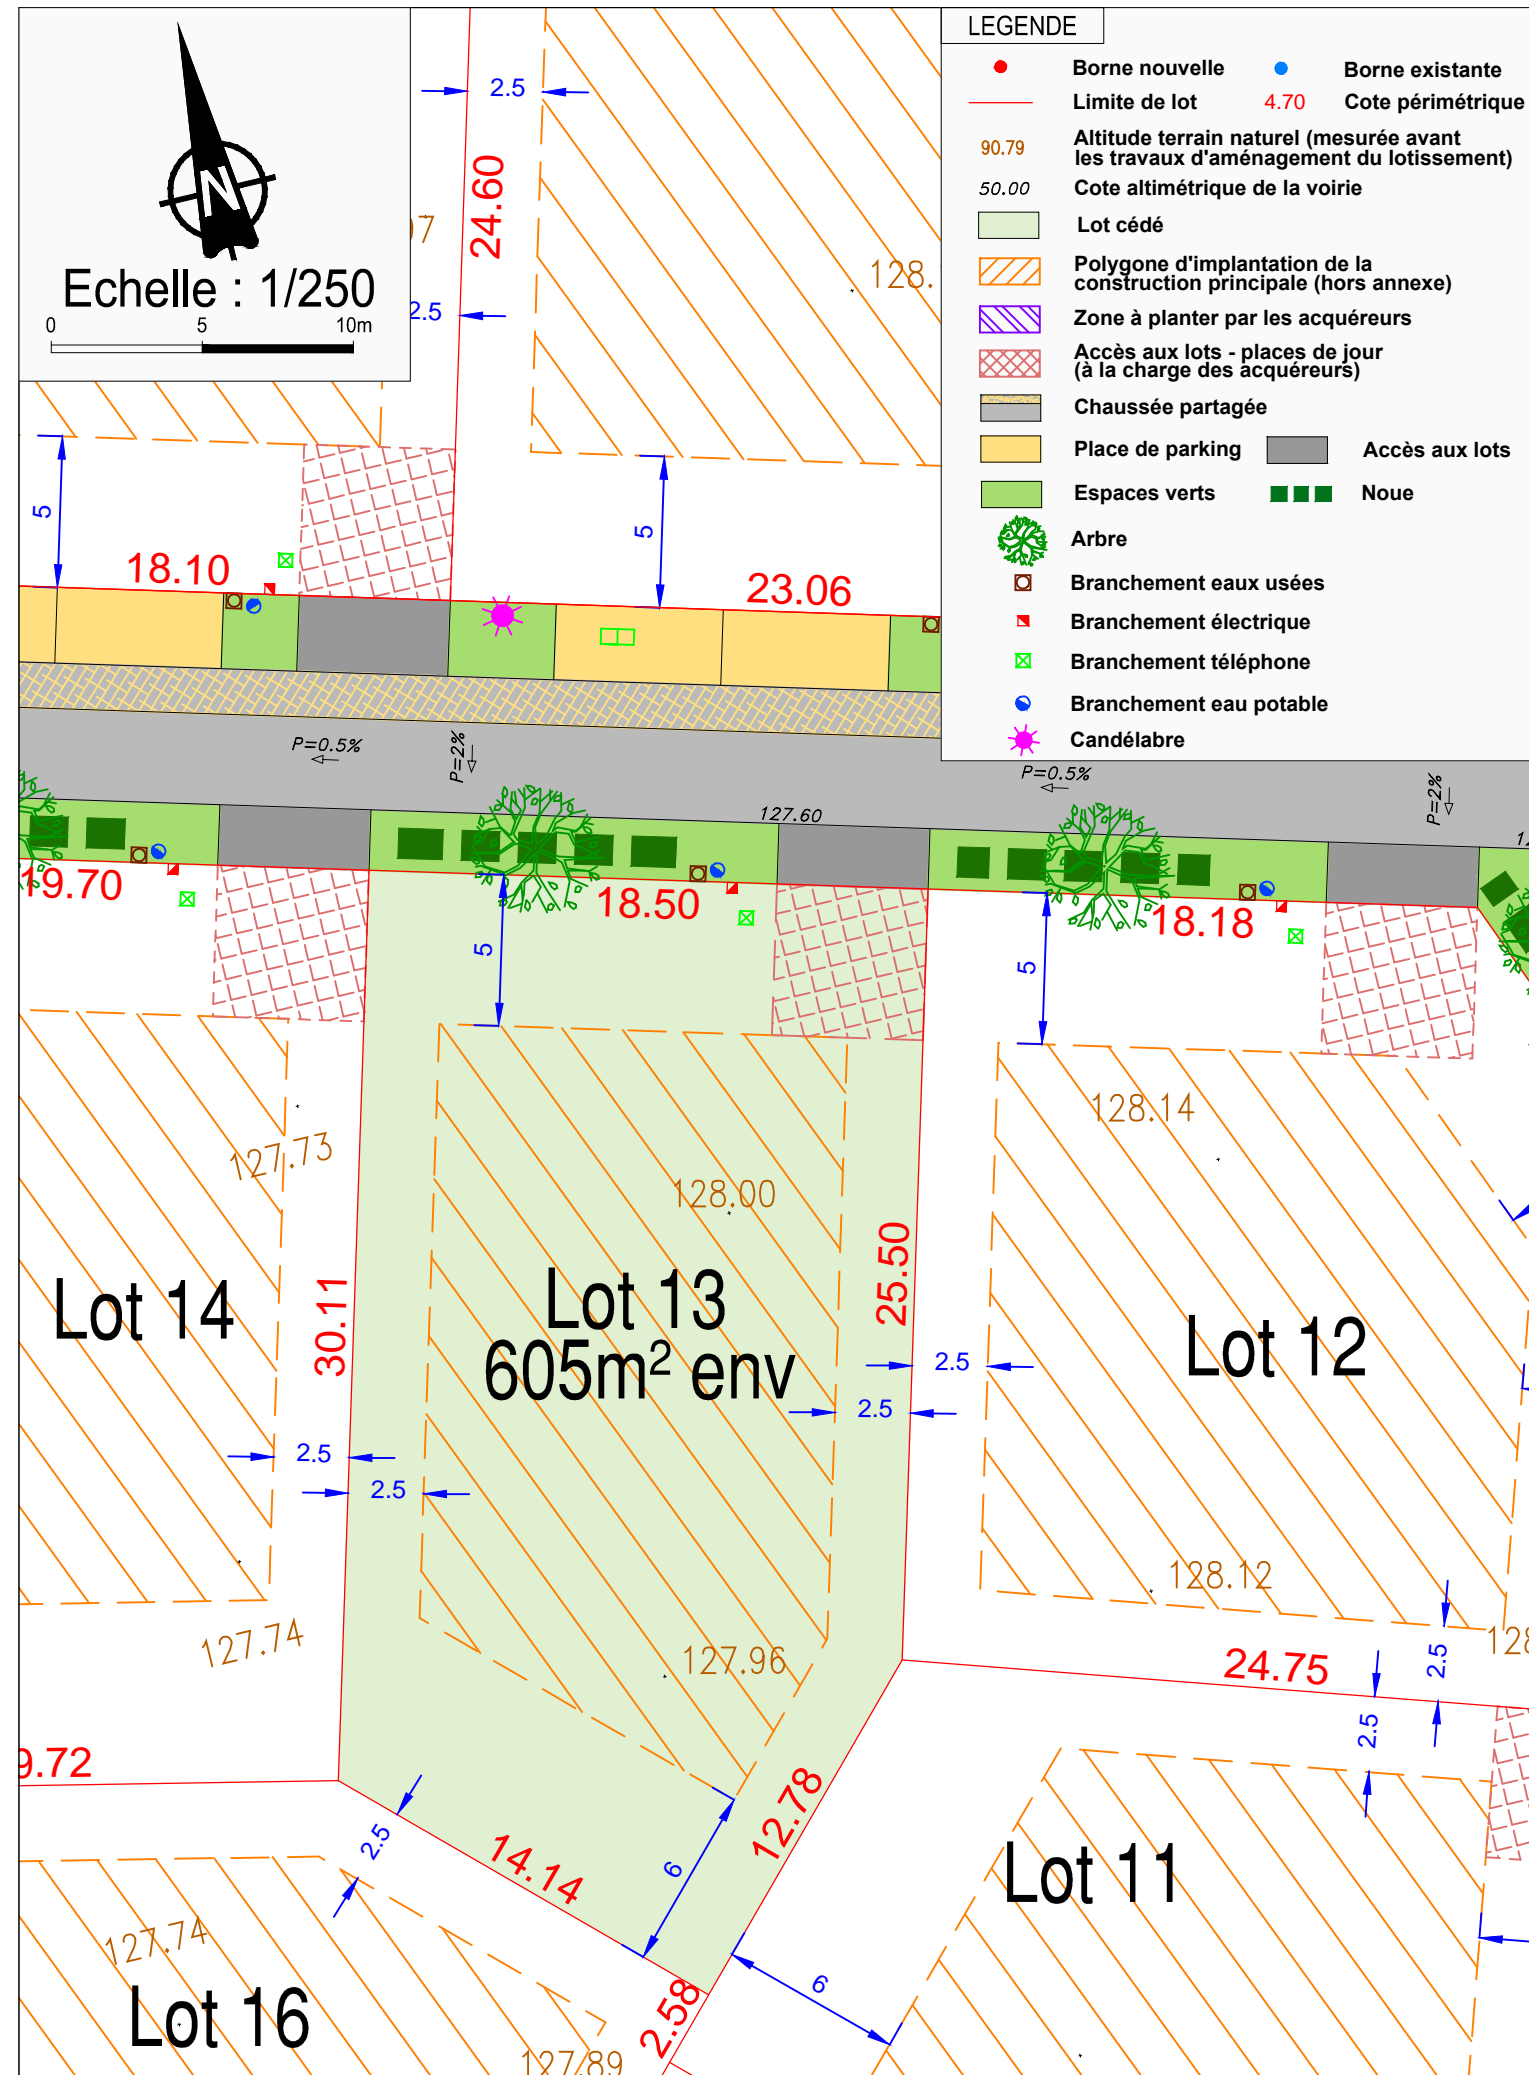 N
Echelle : 1/250
0 5 10m
LEGENDE
Borne nouvelle
Borne existante
Limite de lot
4.70 Cote périmétrique
90.79 Altitude terrain naturel (mesurée avant
les travaux d'aménagement du lotissement)
50.00 Cote altimétrique de la voirie
Lot cédé
Polygone d'implantation de la
construction principale (hors annexe)
Zone à planter par les acquéreurs
Accès aux lots - places de jour
(à la charge des acquéreurs)
Chaussée partagée
Place de parking
Accès aux lots
Espaces verts
Noue
Arbre
Branchement eaux usées
Branchement électrique
Branchement téléphone
Branchement eau potable
Candélabre
2.5
24.60
2.5
128.
5
5
18.10
23.06
P=0.5%
P=2%
P=0.5%
P=2%
127.60
19.70
18.50
18.18
5
5
128.14
127.73
128.00
25.50
30.11
Lot 14
Lot 13
605m² env
Lot 12
2.5
2.5
2.5
2.5
128.12
127.74
127.96
24.75
2.5
2.5
9.72
12.78
2.5
14.14
6
Lot 11
127.74
6
Lot 16
2.58
127.89